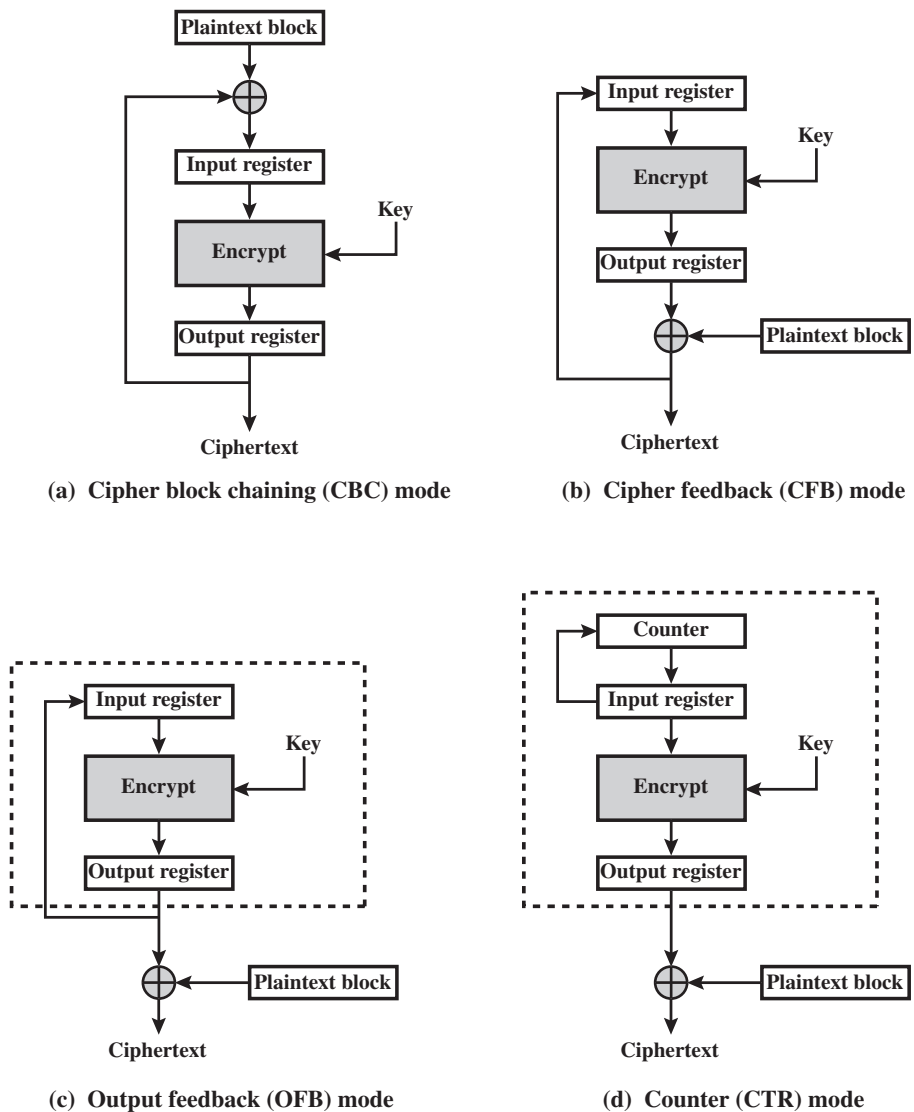 Plaintext block
Input register
Key
Encrypt
Output register
Ciphertext
(a) Cipher block chaining (CBC) mode
Input register
Key
Encrypt
Output register
Plaintext block
Ciphertext
(b) Cipher feedback (CFB) mode
Input register
Key
Encrypt
Output register
Plaintext block
Ciphertext
(c) Output feedback (OFB) mode
Counter
Input register
Key
Encrypt
Output register
Plaintext block
Ciphertext
(d) Counter (CTR) mode